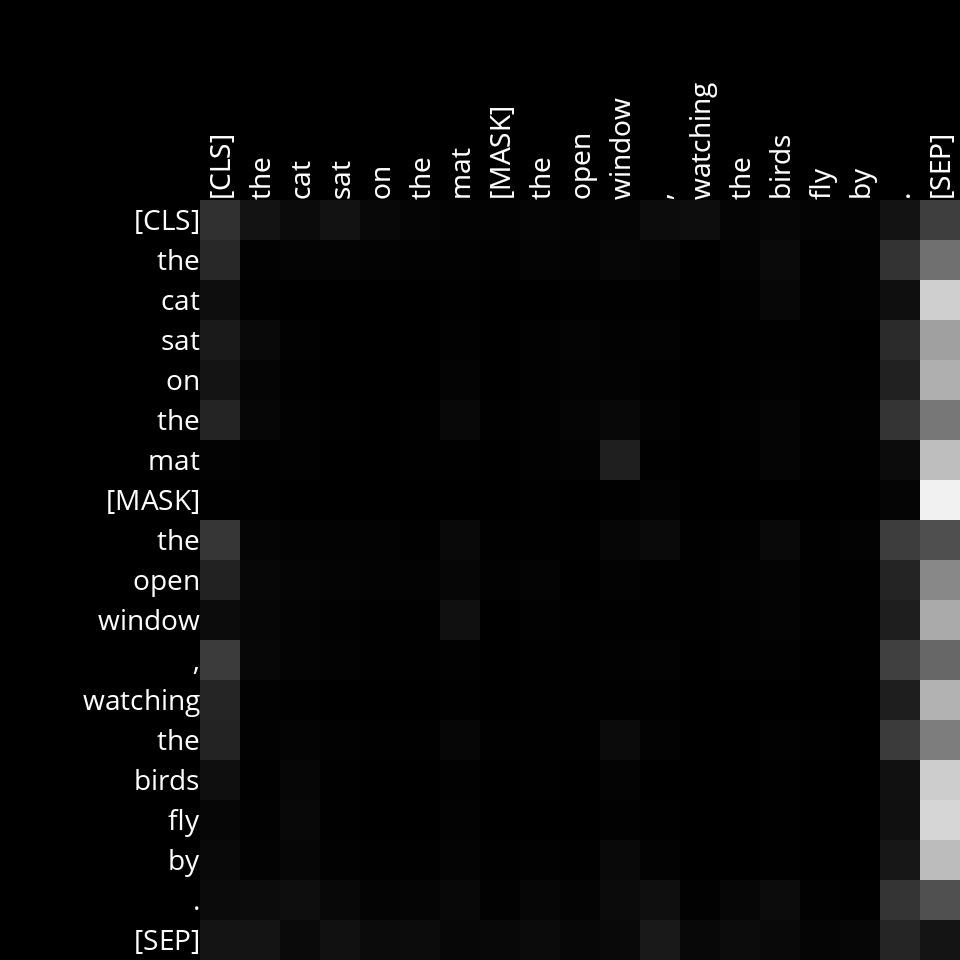 [CLS] the cat sat on the mat [MASK] the open window , watching the birds fly by . [SEP]
[CLS]
the
cat
sat
on
the
mat
[MASK]
the
open
window
,
watching
the
birds
fly
by
.
[SEP]